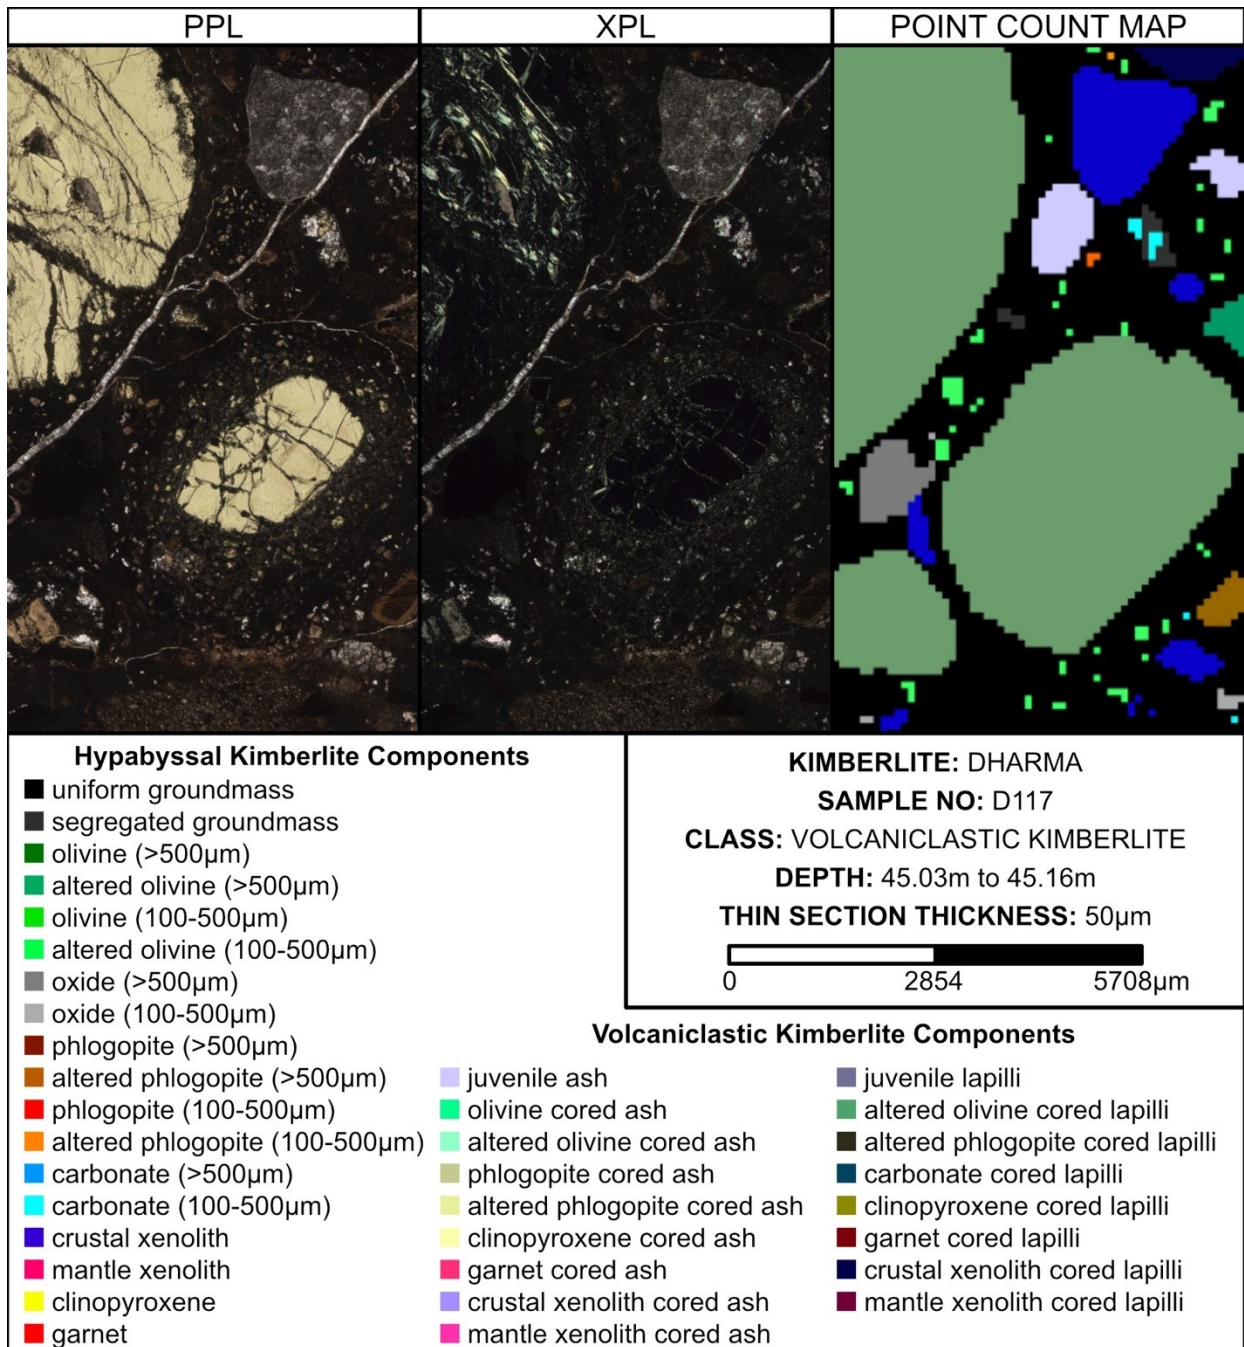 PPL
XPL
POINT COUNT MAP
Hypabyssal Kimberlite Components
uniform groundmass
segregated groundmass
olivine (>500µm)
altered olivine (>500µm)
olivine (100-500µm)
altered olivine (100-500µm)
oxide (>500µm)
oxide (100-500µm)
phlogopite (>500µm)
altered phlogopite (>500µm)
phlogopite (100-500µm)
altered phlogopite (100-500µm)
carbonate (>500µm)
carbonate (100-500µm)
crustal xenolith
mantle xenolith
clinopyroxene
garnet
KIMBERLITE: DHARMA
SAMPLE NO: D117
CLASS: VOLCANICLASTIC KIMBERLITE
DEPTH: 45.03m to 45.16m
THIN SECTION THICKNESS: 50µm
0 2854 5708µm
Volcaniclastic Kimberlite Components
juvenile ash
olivine cored ash
altered olivine cored ash
phlogopite cored ash
altered phlogopite cored ash
clinopyroxene cored ash
garnet cored ash
crustal xenolith cored ash
mantle xenolith cored ash
juvenile lapilli
altered olivine cored lapilli
altered phlogopite cored lapilli
carbonate cored lapilli
clinopyroxene cored lapilli
garnet cored lapilli
crustal xenolith cored lapilli
mantle xenolith cored lapilli